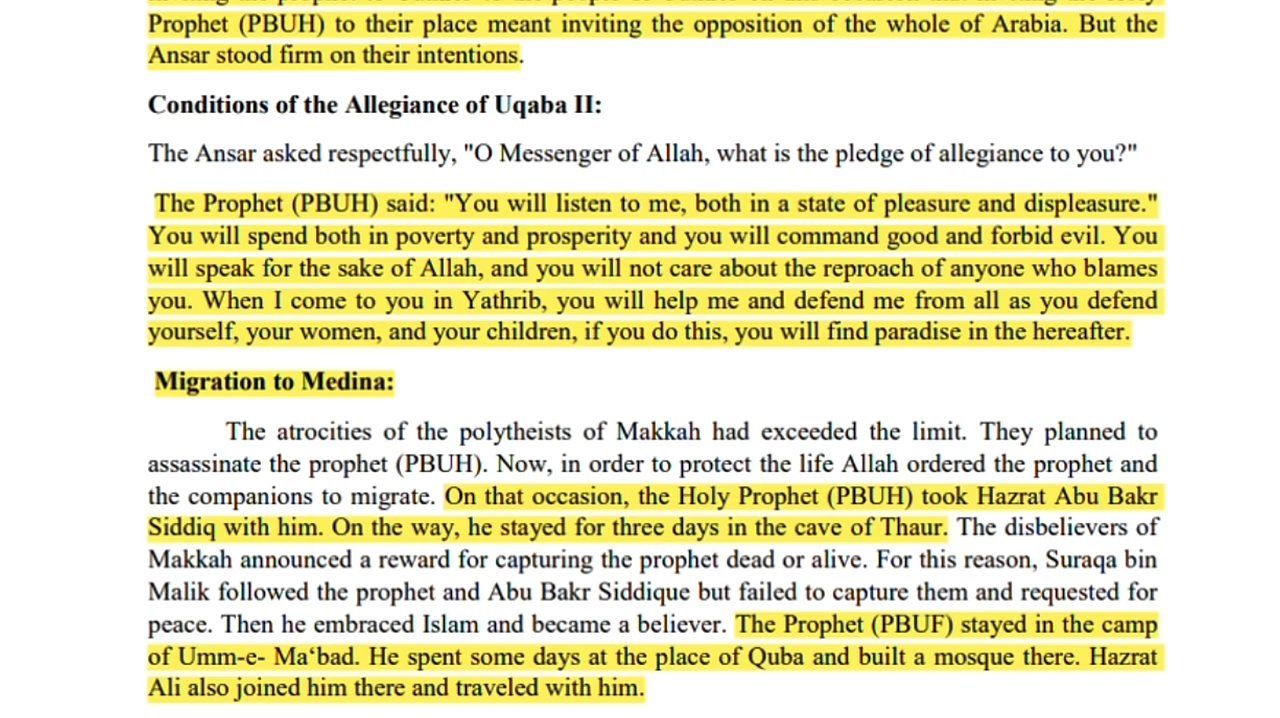 Prophet (PBUH) to their place meant inviting the opposition of the whole of Arabia. But the
Ansar stood firm on their intentions.
Conditions of the Allegiance of Uqaba II:
The Ansar asked respectfully, "O Messenger of Allah, what is the pledge of allegiance to you?"
The Prophet (PBUH) said: "You will listen to me, both in a state of pleasure and displeasure."
You will spend both in poverty and prosperity and you will command good and forbid evil. You
will speak for the sake of Allah, and you will not care about the reproach of anyone who blames
you. When I come to you in Yathrib, you will help me and defend me from all as you defend
yourself, your women, and your children, if you do this, you will find paradise in the hereafter.
Migration to Medina:
The atrocities of the polytheists of Makkah had exceeded the limit. They planned to
assassinate the prophet (PBUH). Now, in order to protect the life Allah ordered the prophet and
the companions to migrate. On that occasion, the Holy Prophet (PBUH) took Hazrat Abu Bakr
Siddiq with him. On the way, he stayed for three days in the cave of Thaur. The disbelievers of
Makkah announced a reward for capturing the prophet dead or alive. For this reason, Suraqa bin
Malik followed the prophet and Abu Bakr Siddique but failed to capture them and requested for
peace. Then he embraced Islam and became a believer. The Prophet (PBUF) stayed in the camp
of Umm-e- Ma‘bad. He spent some days at the place of Quba and built a mosque there. Hazrat
Ali also joined him there and traveled with him.